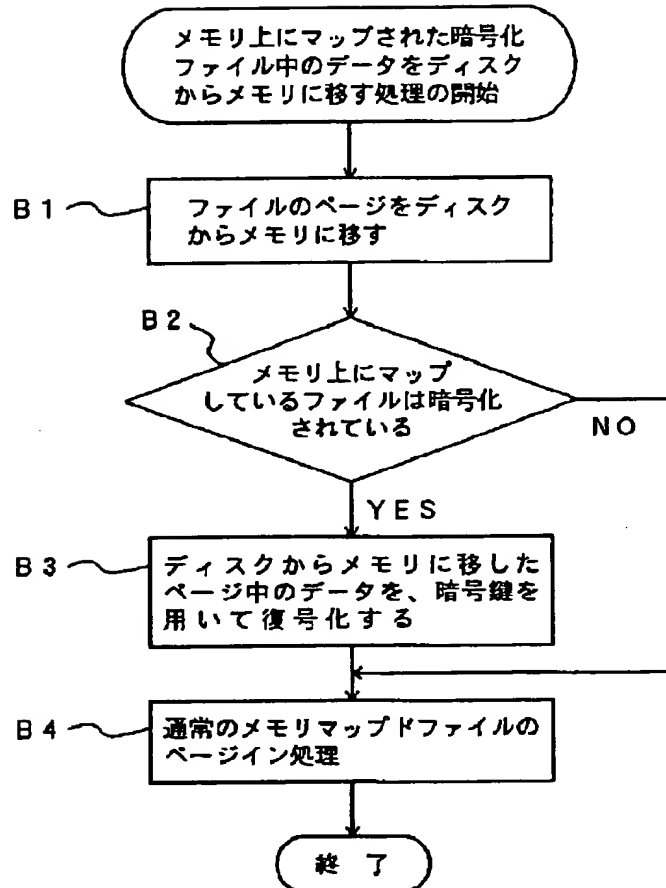 メモリ上にマップされた暗号化
ファイル中のデータをディスク
からメモリに移す処理の開始
B1
ファイルのページをディスク
からメモリに移す
B2
メモリ上にマップ
しているファイルは暗号化
されている
NO
YES
B3
ディスクからメモリに移した
ページ中のデータを、暗号鍵を
用いて復号化する
B4
通常のメモリマップドファイルの
ページイン処理
終了